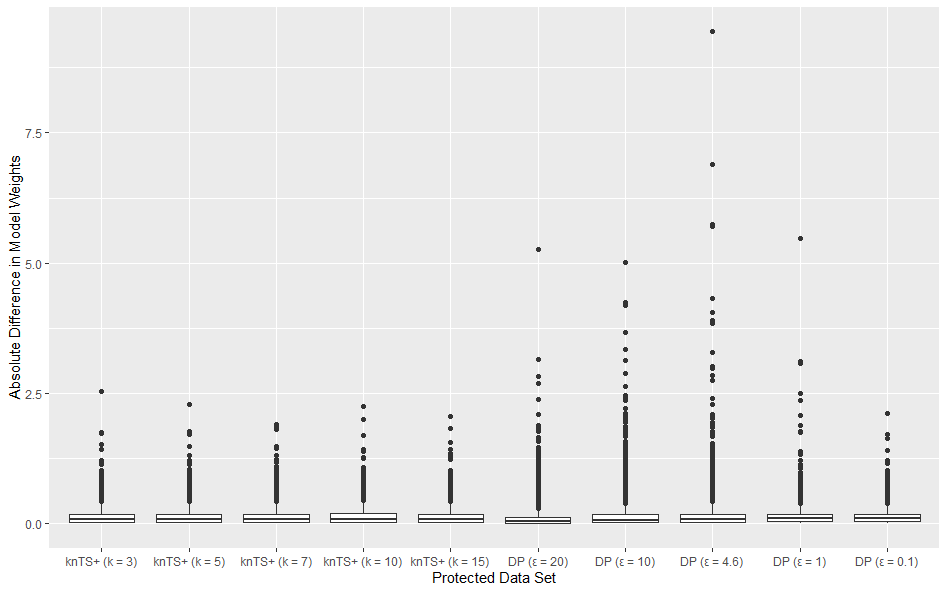 Absolute Difference in Model Weights
7.5
5.0
2.5
0.0
knTS+ (k = 3) knTS+ (k = 5) knTS+ (k = 7) knTS+ (k = 10) knTS+ (k = 15) DP (ε = 20) DP (ε = 10) DP (ε = 4.6) DP (ε = 1) DP (ε = 0.1)
Protected Data Set